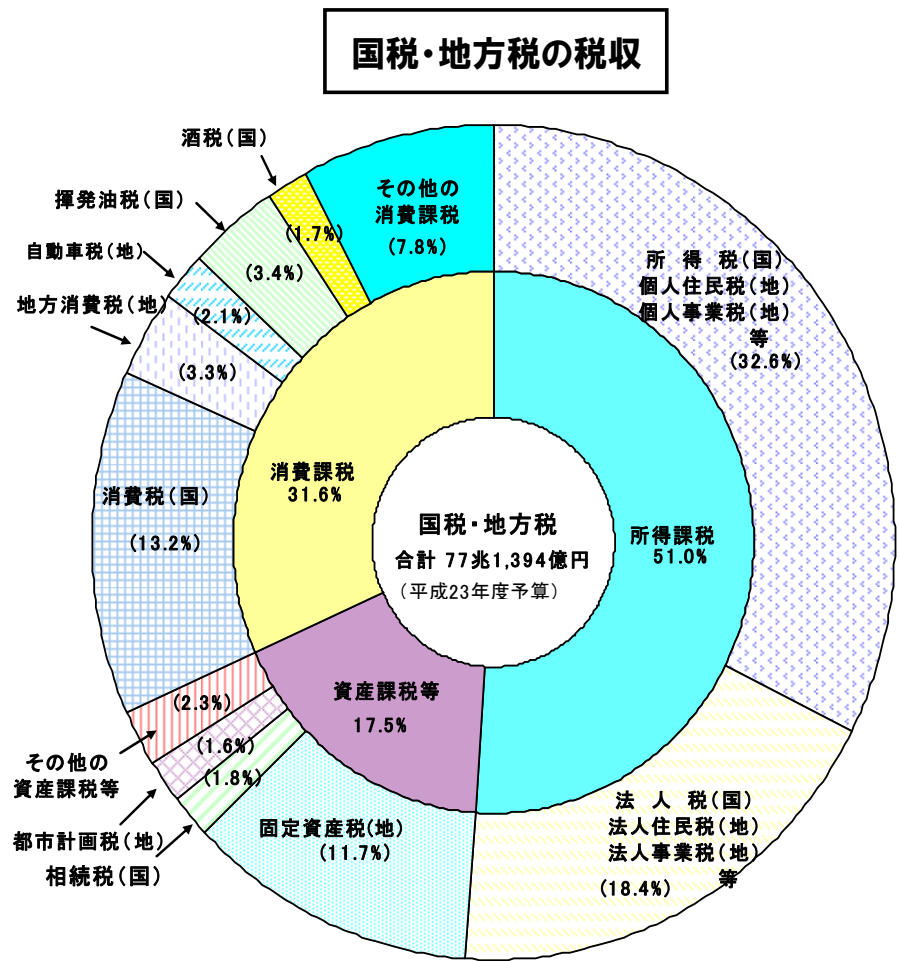 国税・地方税の税収
酒税(国)
(1.7%)
揮発油税(国)
(3.4%)
自動車税(地)
(2.1%)
地方消費税(地)
(3.3%)
消費税(国)
(13.2%)
その他の
消費課税
(7.8%)
所 得 税(国)
個人住民税(地)
個人事業税(地)
等
(32.6%)
消費課税
31.6%
国税・地方税
合計 77兆1,394億円
(平成23年度予算)
所得課税
51.0%
資産課税等
17.5%
(2.3%)
その他の
資産課税等
(1.6%)
都市計画税(地)
(1.8%)
相続税(国)
固定資産税(地)
(11.7%)
法 人 税(国)
法人住民税(地)
法人事業税(地)
等
(18.4%)